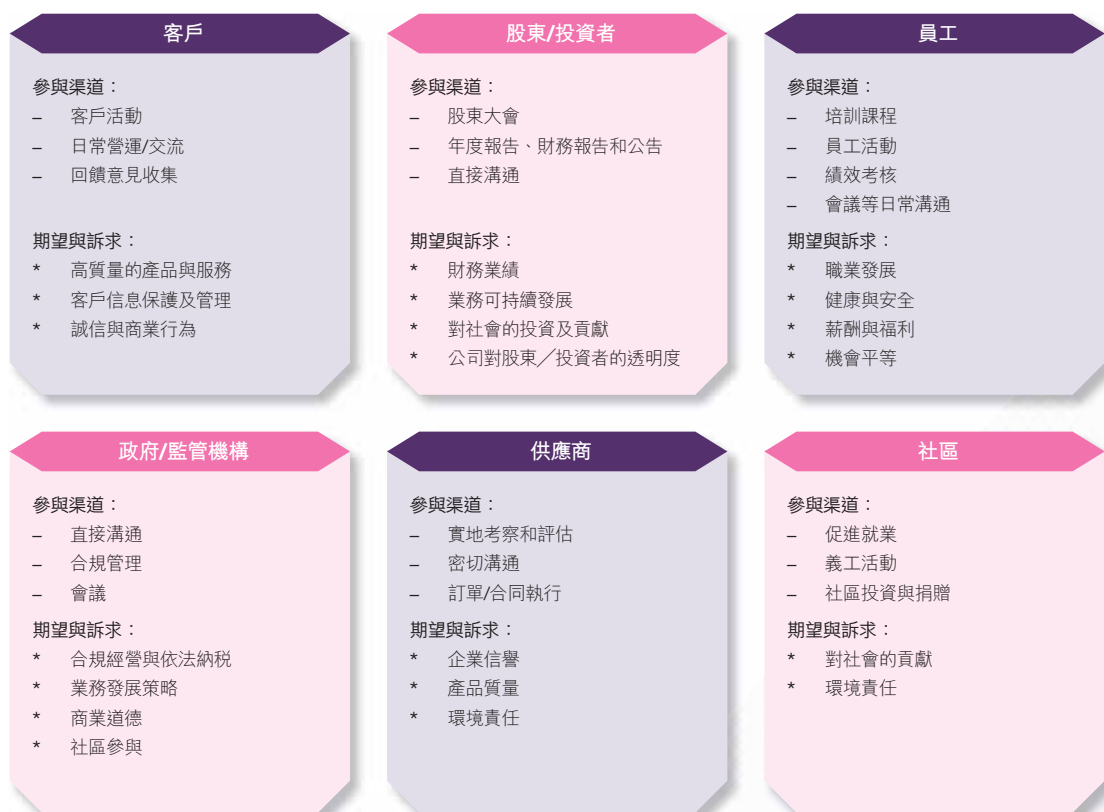 客戶
參與渠道：
– 客戶活動
– 日常營運/交流
– 回饋意見收集
期望與訴求：
* 高質量的產品與服務
* 客戶信息保護及管理
* 誠信與商業行為
股東/投資者
參與渠道：
– 股東大會
– 年度報告、財務報告和公告
– 直接溝通
期望與訴求：
* 財務業績
* 業務可持續發展
* 對社會的投資及貢獻
* 公司對股東／投資者的透明度
員工
參與渠道：
– 培訓課程
– 員工活動
– 績效考核
– 會議等日常溝通
期望與訴求：
* 職業發展
* 健康與安全
* 薪酬與福利
* 機會平等
政府/監管機構
參與渠道：
– 直接溝通
– 合規管理
– 會議
期望與訴求：
* 合規經營與依法納稅
* 業務發展策略
* 商業道德
* 社區參與
供應商
參與渠道：
– 實地考察和評估
– 密切溝通
– 訂單/合同執行
期望與訴求：
* 企業信譽
* 產品質量
* 環境責任
社區
參與渠道：
– 促進就業
– 義工活動
– 社區投資與捐贈
期望與訴求：
* 對社會的貢獻
* 環境責任